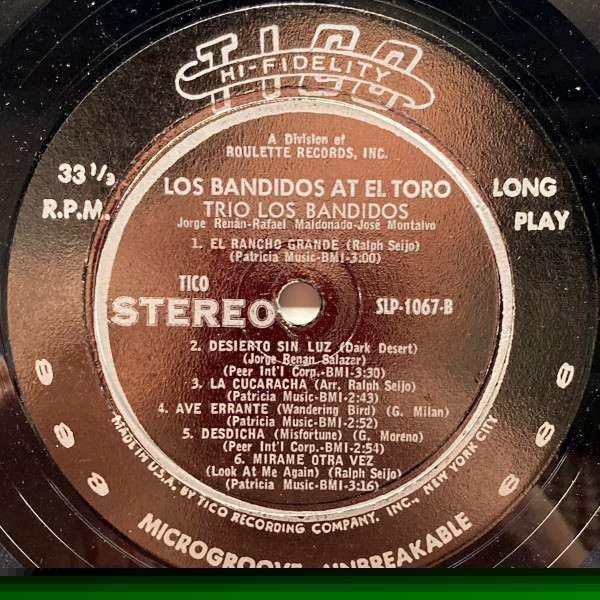 TICO
HI-FIDELITY
A Division of
ROULETTE RECORDS, INC.
33 1/3
R.P.M.
LONG
PLAY
LOS BANDIDOS AT EL TORO
TRIO LOS BANDIDOS
Jorge Renán-Rafael Maldonado-José Montalvo
1. EL RANCHO GRANDE (Ralph Seijo)
(Patricia Music-BMI-3:00)
TICO
STEREO
SLP-1067-B
2. DESIERTO SIN LUZ (Dark Desert)
(Jorge Renan Salazar)
(Peer Int'l Corp.-BMI-3:30)
3. LA CUCARACHA (Arr. Ralph Seijo)
(Patricia Music-BMI-2:43)
4. AVE ERRANTE (Wandering Bird) (G. Milan)
(Patricia Music-BMI-2:52)
5. DESDICHA (Misfortune) (G. Moreno)
(Peer Int'l Corp.-BMI-2:54)
6. MIRAME OTRA VEZ
(Look At Me Again) (Ralph Seijo)
(Patricia Music-BMI-3:16)
MADE IN U.S.A. BY TICO RECORDING COMPANY. INC., NEW YORK CITY
MICROGROOVE UNBREAKABLE